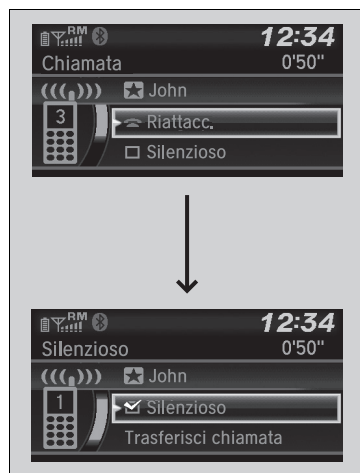 RM 12:34
Chiamata 0'50"
John
3
Riattacc.
Silenzioso
RM 12:34
Silenzioso 0'50"
John
1
Silenzioso
Trasferisci chiamata